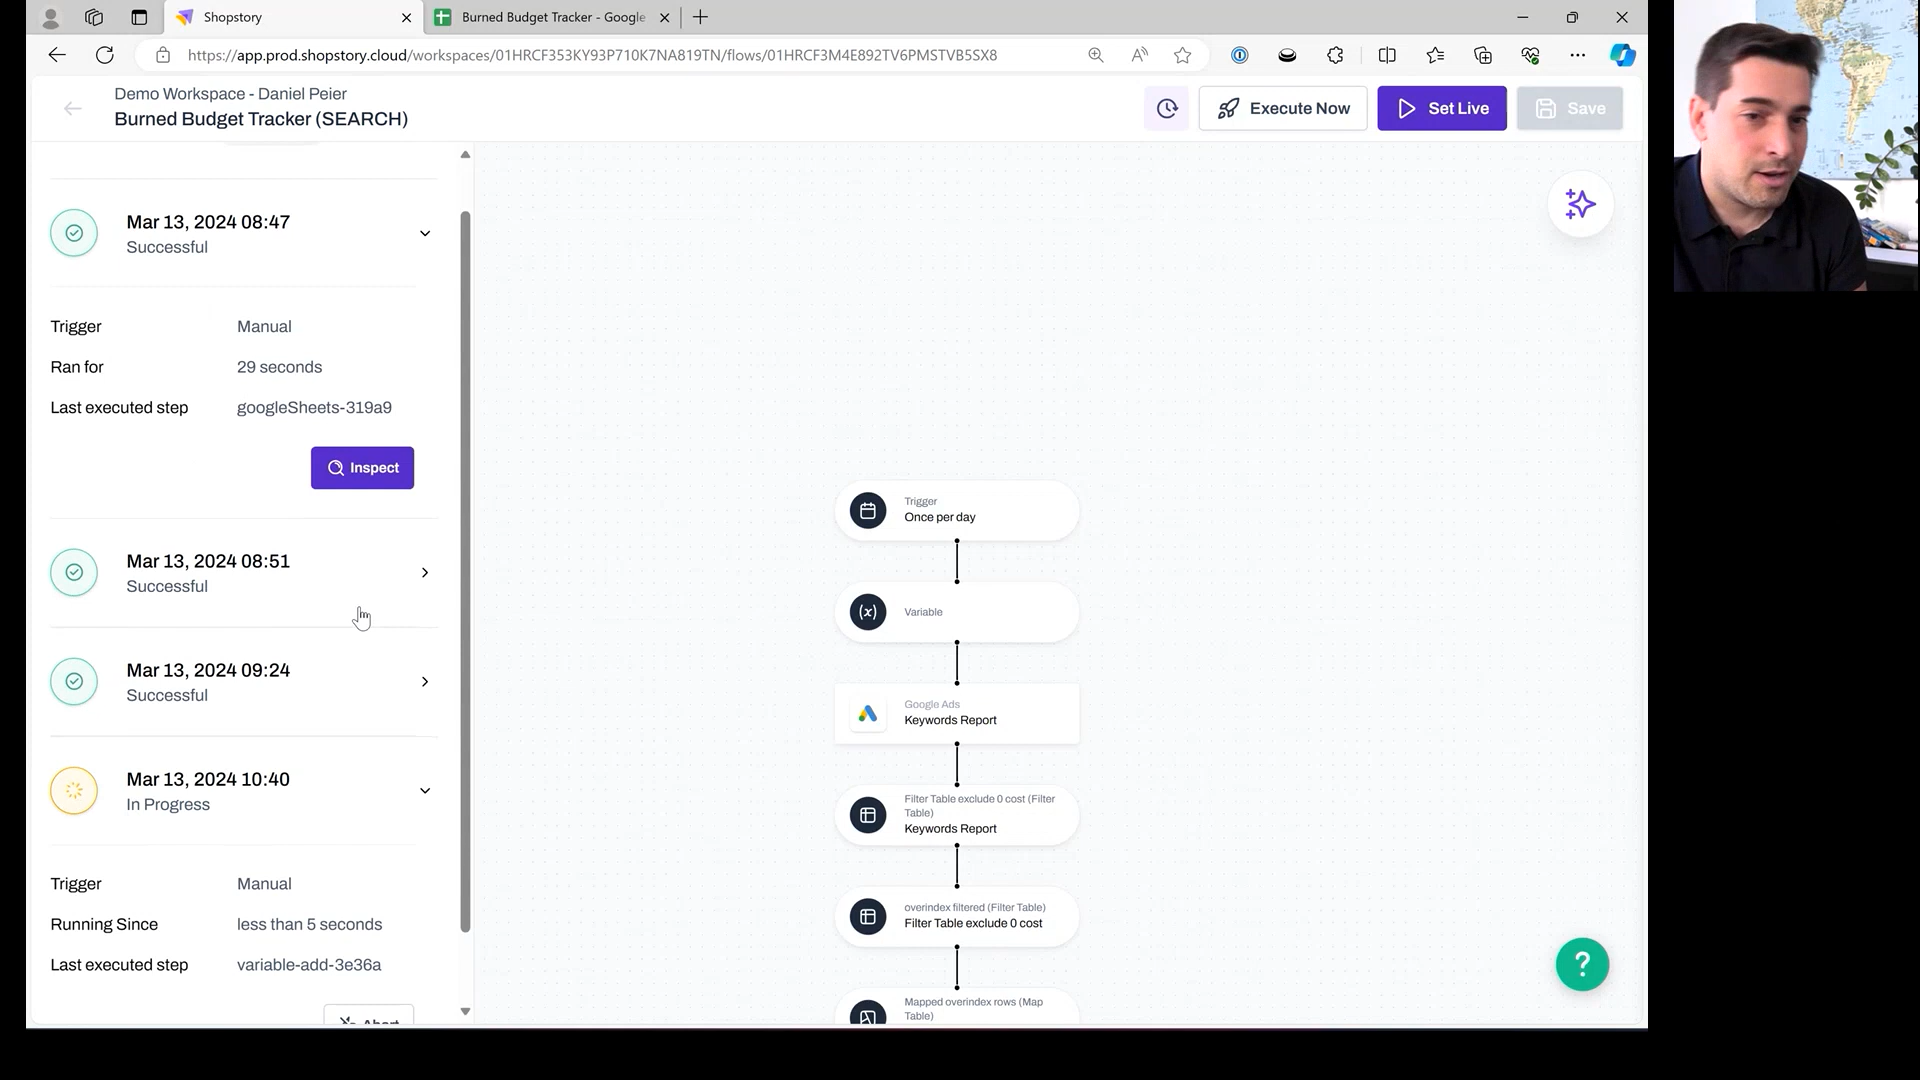 Shopstory
Burned Budget Tracker - Google
https://app.prod.shopstory.cloud/workspaces/01HRCF353KY93P710K7NA819TN/flows/01HRCF3M4E892TV6PMSTVB5SX8
Demo Workspace - Daniel Peier
Burned Budget Tracker (SEARCH)
Execute Now
Set Live
Save
Mar 13, 2024 08:47
Successful
Trigger Manual
Ran for 29 seconds
Last executed step googleSheets-319a9
Inspect
Mar 13, 2024 08:51
Successful
Mar 13, 2024 09:24
Successful
Mar 13, 2024 10:40
In Progress
Trigger Manual
Running Since less than 5 seconds
Last executed step variable-add-3e36a
Abort
Trigger
Once per day
(x)
Variable
Google Ads
Keywords Report
Filter Table exclude 0 cost (Filter
Table)
Keywords Report
overindex filtered (Filter Table)
Filter Table exclude 0 cost
Mapped overindex rows (Map
Table)
?